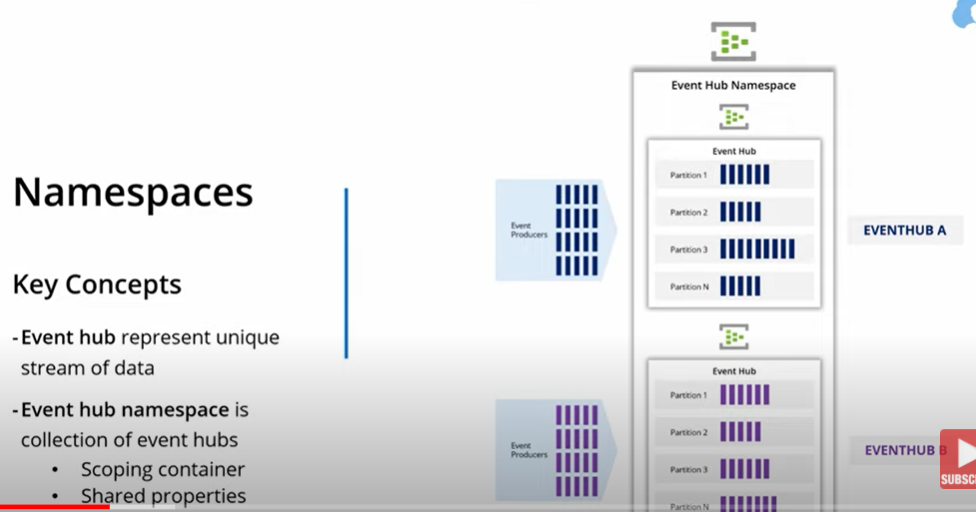 Namespaces
Key Concepts
-Event hub represent unique
stream of data
-Event hub namespace is
collection of event hubs
• Scoping container
• Shared properties
Event Hub Namespace
Event Hub
Partition 1
Partition 2
Partition 3
Partition N
Event
Producers
EVENTHUB A
Event Hub
Partition 1
Partition 2
Partition 3
Partition N
Event
Producers
EVENTHUB B
SUBSC